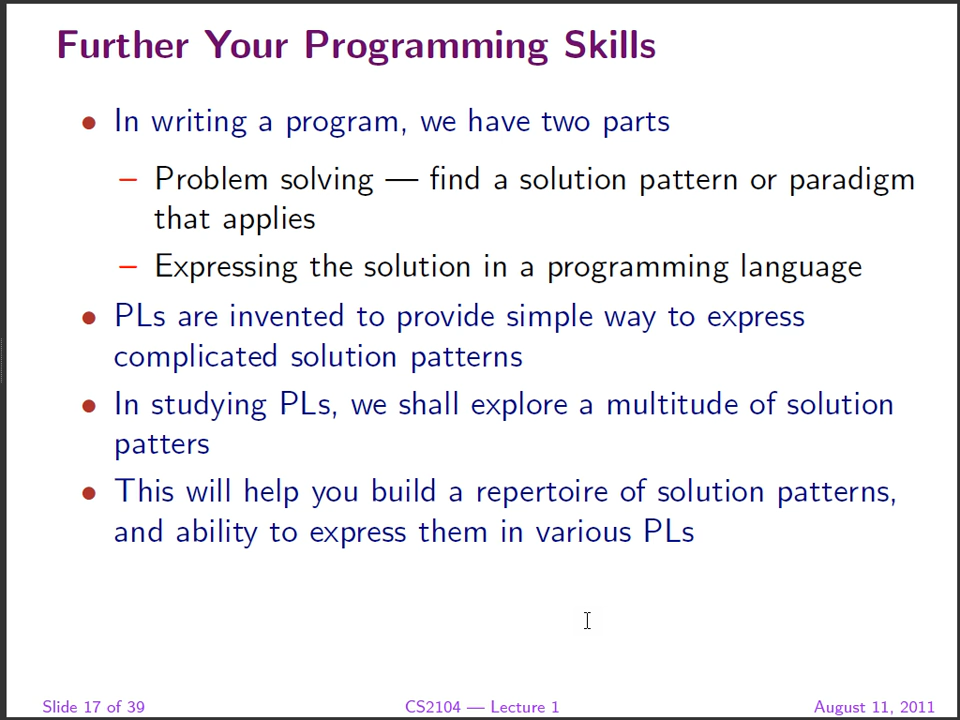 Further Your Programming Skills
• In writing a program, we have two parts
– Problem solving — find a solution pattern or paradigm
that applies
– Expressing the solution in a programming language
• PLs are invented to provide simple way to express
complicated solution patterns
• In studying PLs, we shall explore a multitude of solution
patters
• This will help you build a repertoire of solution patterns,
and ability to express them in various PLs
Slide 17 of 39
CS2104 — Lecture 1
August 11, 2011